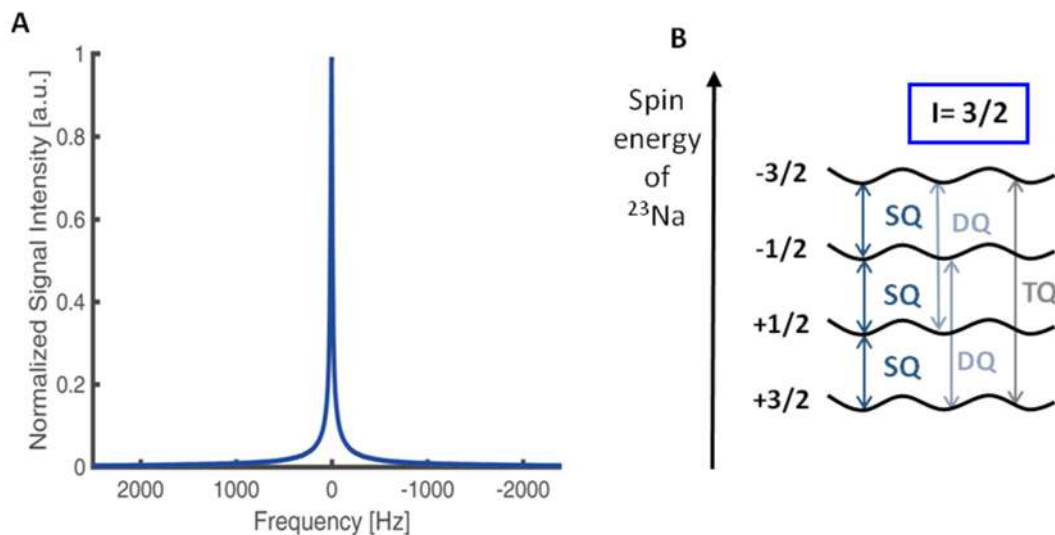 A
Normalized Signal Intensity [a.u.]
1
0.8
0.6
0.4
0.2
0
2000 1000 0 -1000 -2000
Frequency [Hz]
B
Spin
energy
of
²³Na
I= 3/2
-3/2
SQ DQ
-1/2
SQ TQ
+1/2
SQ DQ
+3/2